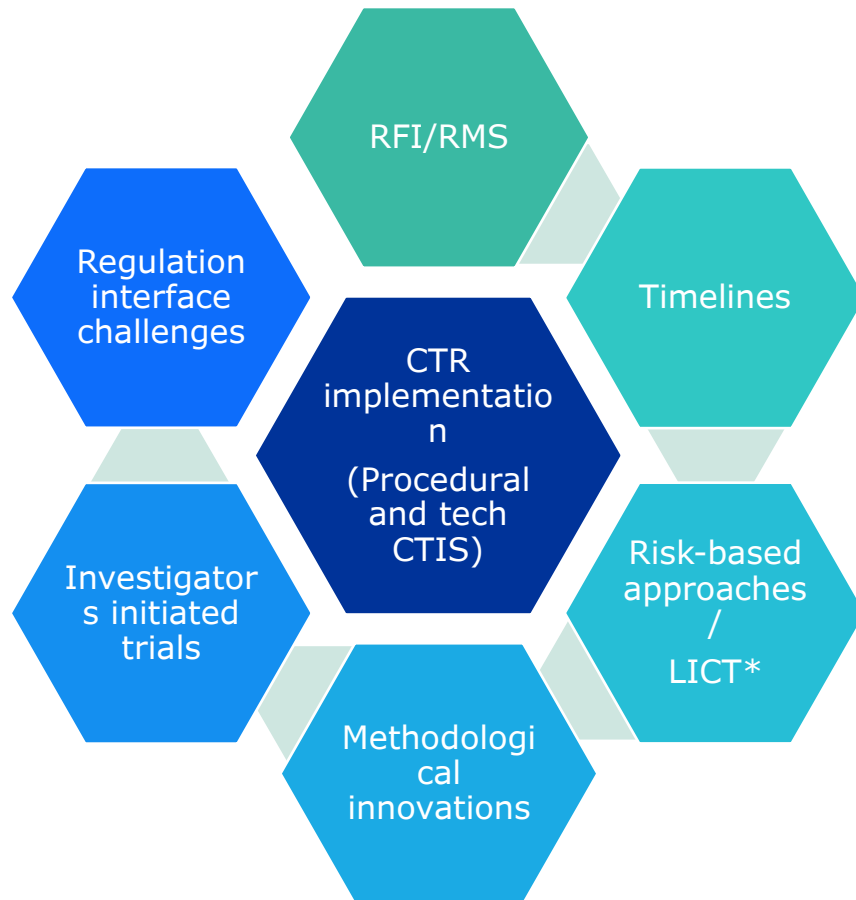 RFI/RMS
Timelines
Risk-based
approaches
/
LICT*
Methodologi
cal
innovations
Investigator
s initiated
trials
Regulation
interface
challenges
CTR
implementatio
n
(Procedural
and tech
CTIS)